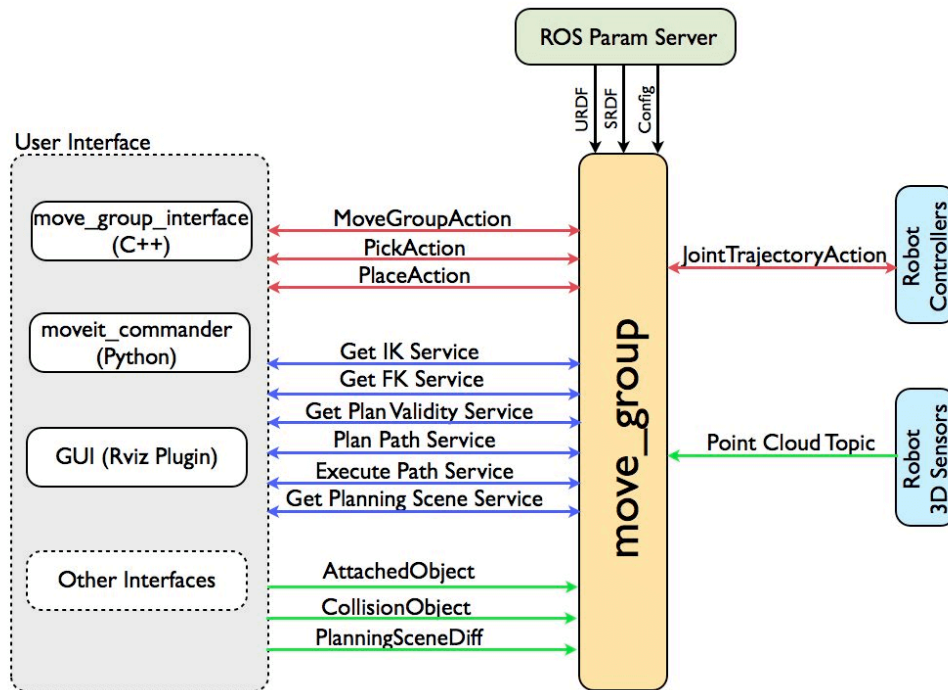 ROS Param Server
URDF
SRDF
Config
User Interface
move_group_interface
(C++)
moveit_commander
(Python)
GUI (Rviz Plugin)
Other Interfaces
MoveGroupAction
PickAction
PlaceAction
Get IK Service
Get FK Service
Get Plan Validity Service
Plan Path Service
Execute Path Service
Get Planning Scene Service
AttachedObject
CollisionObject
PlanningSceneDiff
move_group
JointTrajectoryAction
Point Cloud Topic
Robot
Controllers
Robot
3D Sensors